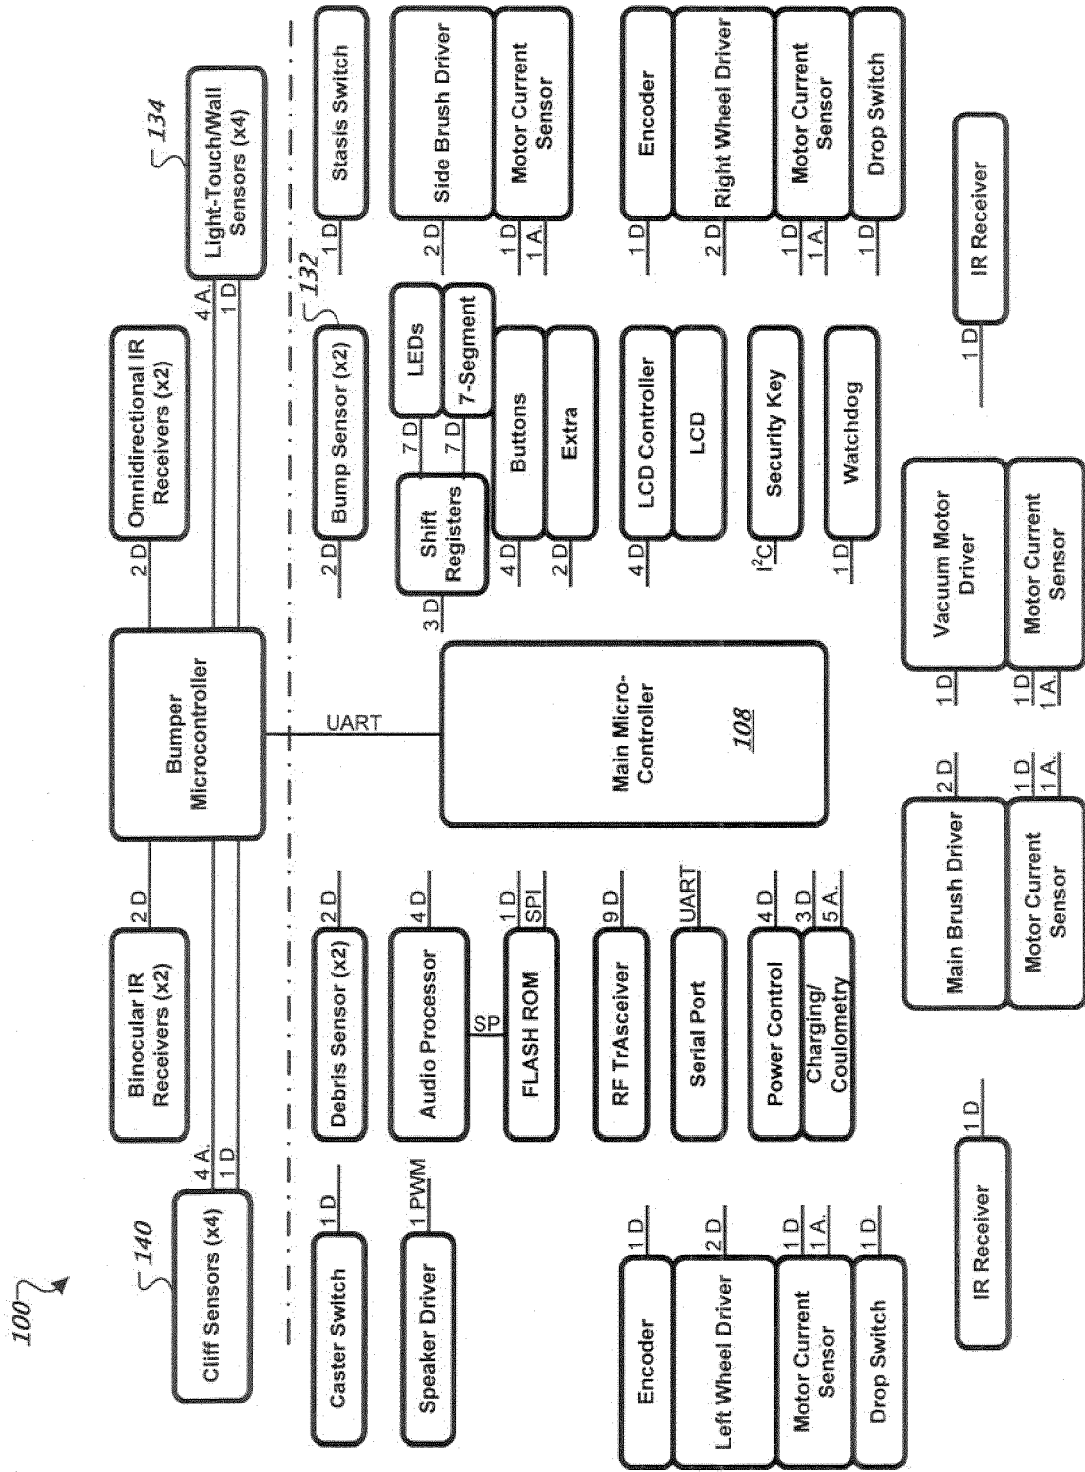 100
140
Cliff Sensors (x4)
4 A.
1 D
Binocular IR
Receivers (x2)
2 D
Bumper
Microcontroller
2 D
Omnidirectional IR
Receivers (x2)
4 A.
1 D
134
Light-Touch/Wall
Sensors (x4)
UART
Caster Switch
1 D
Debris Sensor (x2)
2 D
2 D
Bump Sensor (x2)
132
1 D
Stasis Switch
Speaker Driver
1 PWM
Audio Processor
4 D
SP
FLASH ROM
1 D
SPI
3 D
Shift
Registers
7 D
LEDs
7 D
7-Segment
4 D
Buttons
2 D
Extra
2 D
Side Brush Driver
1 D
1 A.
Motor Current
Sensor
Main Micro-
Controller
108
RF TrAsceiver
9 D
Serial Port
UART
Power Control
4 D
Charging/
Coulometry
3 D
5 A.
4 D
LCD Controller
LCD
I²C
Security Key
1 D
Watchdog
Encoder
1 D
Left Wheel Driver
2 D
Motor Current
Sensor
1 D
1 A.
Drop Switch
1 D
1 D
Encoder
2 D
Right Wheel Driver
1 D
1 A.
Motor Current
Sensor
1 D
Drop Switch
IR Receiver
1 D
Main Brush Driver
2 D
Motor Current
Sensor
1 D
1 A.
1 D
Vacuum Motor
Driver
1 D
1 A.
Motor Current
Sensor
1 D
IR Receiver